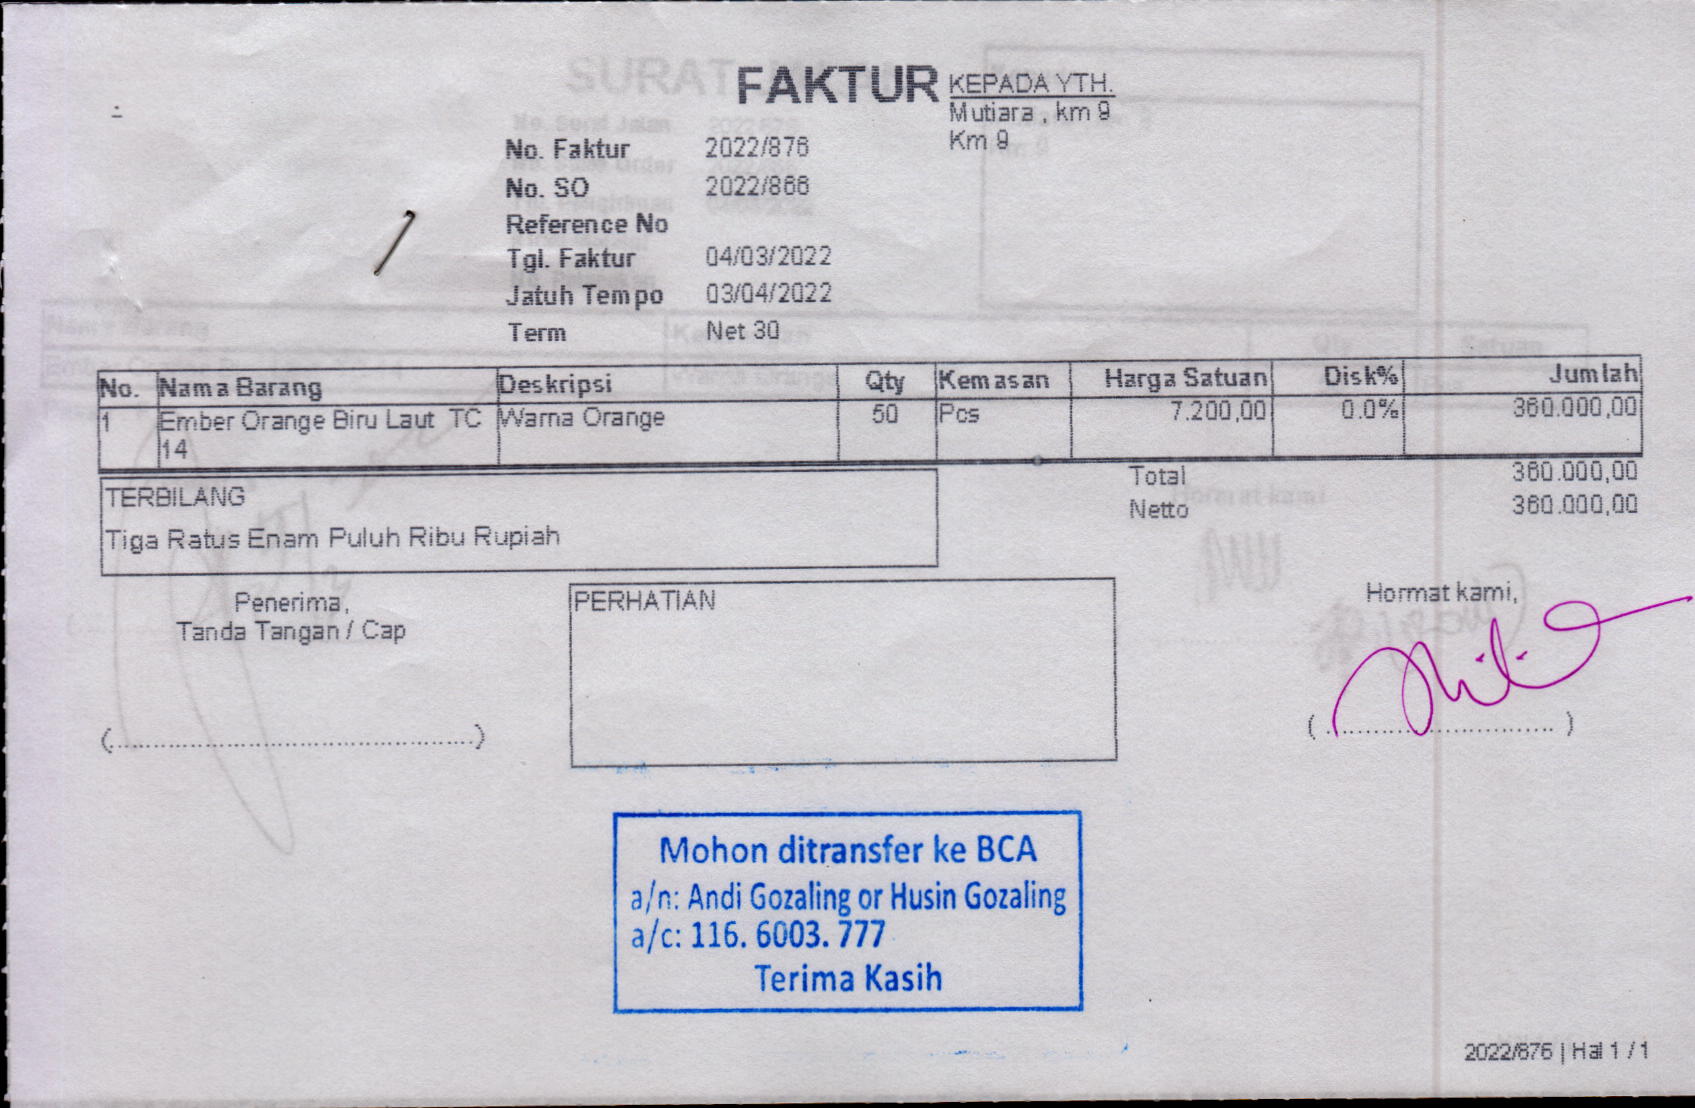 FAKTUR
KEPADA YTH.
Mutiara , km 9
Km 9
No. Faktur 2022/876
No. SO 2022/866
Reference No
Tgl. Faktur 04/03/2022
Jatuh Tempo 03/04/2022
Term Net 30
No. Nama Barang Deskripsi Qty Kemasan Harga Satuan Disk% Jumlah
1 Ember Orange Biru Laut TC Warna Orange 50 Pcs 7.200,00 0.0% 360.000,00
14
Total 360.000,00
Netto 360.000,00
TERBILANG
Tiga Ratus Enam Puluh Ribu Rupiah
Penerima,
Tanda Tangan / Cap
(.................................................)
PERHATIAN
Hormat kami,
( ................................ )
Mohon ditransfer ke BCA
a/n: Andi Gozaling or Husin Gozaling
a/c: 116. 6003. 777
Terima Kasih
2022/876 | Hal 1 / 1